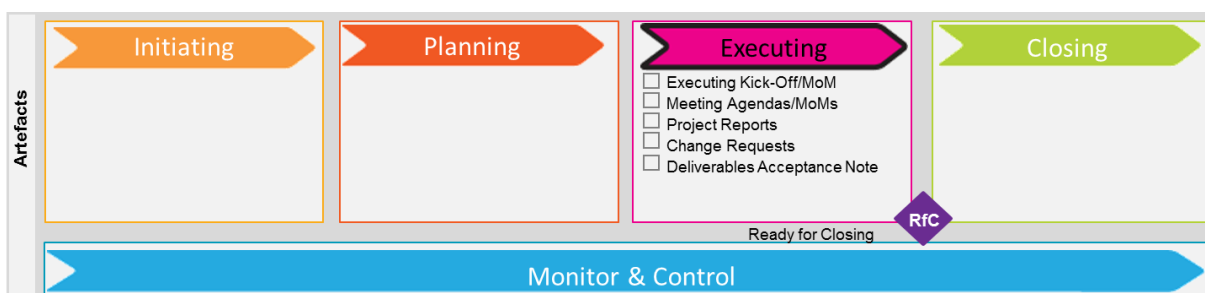 Artefacts
Initiating
Planning
Executing
Closing
Executing Kick-Off/MoM
Meeting Agendas/MoMs
Project Reports
Change Requests
Deliverables Acceptance Note
RfC
Ready for Closing
Monitor & Control